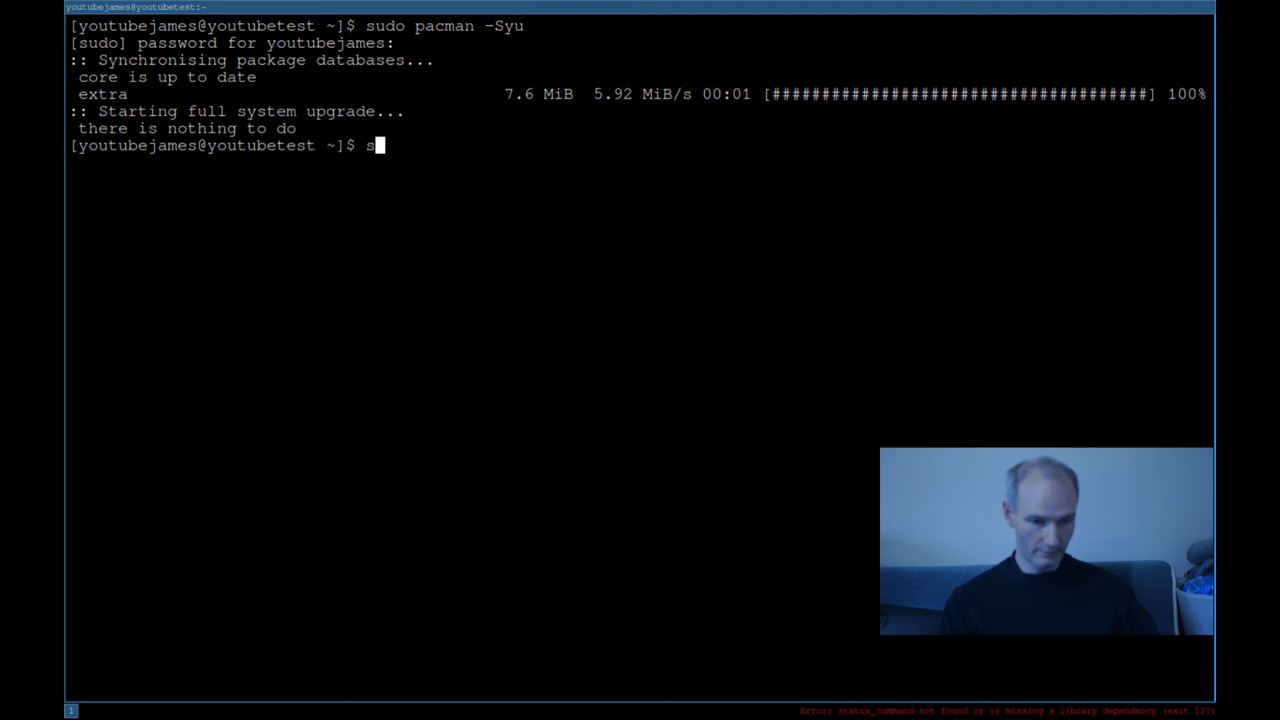 youtubejames@youtubetest:~
[youtubejames@youtubetest ~]$ sudo pacman -Syu
[sudo] password for youtubejames:
:: Synchronising package databases...
core is up to date
extra 7.6 MiB 5.92 MiB/s 00:01 [######################################] 100%
:: Starting full system upgrade...
there is nothing to do
[youtubejames@youtubetest ~]$ s
1 Error: status_command not found or is missing a library dependency (exit 127)